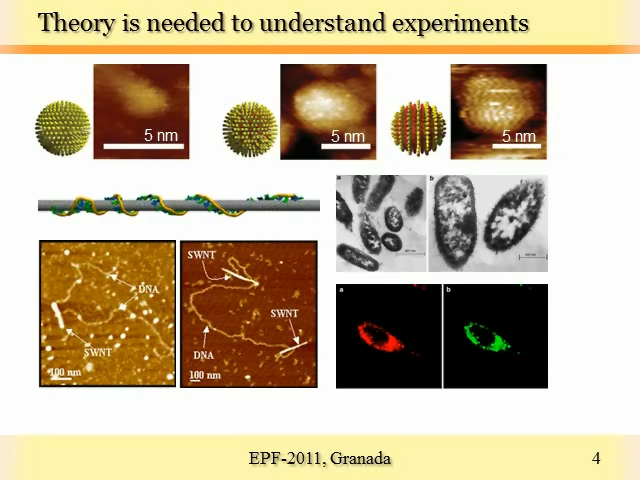 Theory is needed to understand experiments
5 nm
5 nm
5 nm
a
b
DNA
SWNT
100 nm
SWNT
SWNT
DNA
100 nm
a
b
EPF-2011, Granada
4